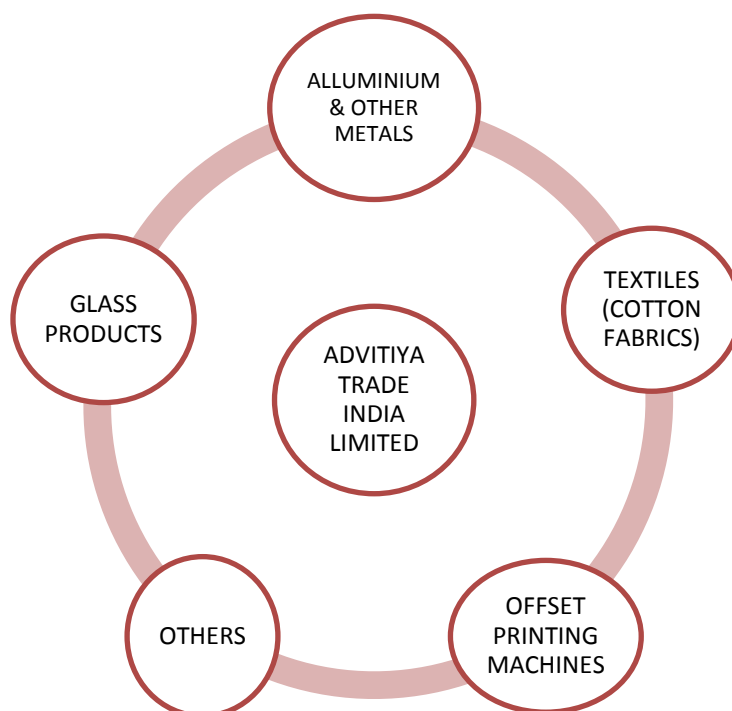 ALLUMINIUM
& OTHER
METALS
TEXTILES
(COTTON
FABRICS)
OFFSET
PRINTING
MACHINES
OTHERS
GLASS
PRODUCTS
ADVITIYA
TRADE
INDIA
LIMITED